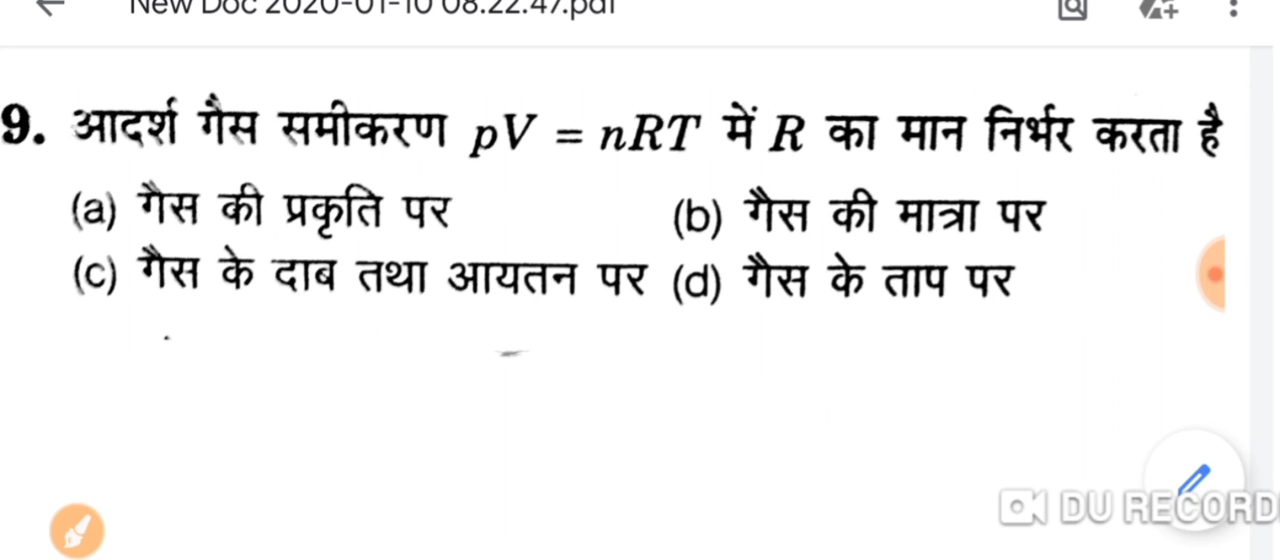 New Doc 2020-01-10 08.22.47.pdf
9. आदर्श गैस समीकरण pV = nRT में R का मान निर्भर करता है
(a) गैस की प्रकृति पर (b) गैस की मात्रा पर
(c) गैस के दाब तथा आयतन पर (d) गैस के ताप पर
DU RECORD